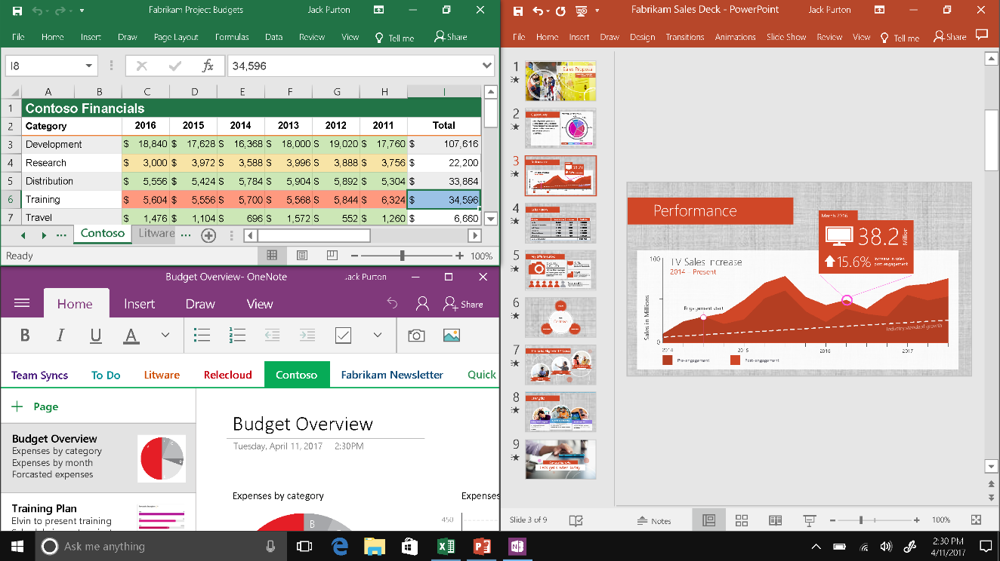 Fabrikam Project Budgets
Jack Purton
File Home Insert Draw Page Layout Formulas Data Review View Tell me Share
I8 fx 34,596
A B C D E F G H I
1 Contoso Financials
2 Category 2016 2015 2014 2013 2012 2011 Total
3 Development $ 18,840 $ 17,628 $ 16,368 $ 18,000 $ 19,020 $ 17,760 $ 107,616
4 Research $ 3,000 $ 3,972 $ 3,588 $ 3,996 $ 3,888 $ 3,756 $ 22,200
5 Distribution $ 5,556 $ 5,424 $ 5,784 $ 5,904 $ 5,892 $ 5,304 $ 33,864
6 Training $ 5,604 $ 5,556 $ 5,700 $ 5,568 $ 5,844 $ 6,324 $ 34,596
7 Travel $ 1,476 $ 1,104 $ 696 $ 1,572 $ 552 $ 1,260 $ 6,660
Contoso Litware
Ready 100%
Budget Overview- OneNote
Jack Purton
Home Insert Draw View Share
B I U A
Team Syncs To Do Litware Relecloud Contoso Fabrikam Newsletter Quick
+ Page
Budget Overview
Expenses by category
Expenses by month
Forcasted expenses
Training Plan
Elvin to present training
Budget Overview
Tuesday, April 11, 2017 2:30PM
Expenses by category
B
Expenses
450
Fabrikam Sales Deck - PowerPoint
Jack Purton
File Home Insert Draw Design Transitions Animations Slide Show Review View Tell me Share
1
Sales Proposal
2
3
4
5
6
7
8
9
Performance
March 2016
38.2 Million
15.6% Increase in sales
post engagement
TV Sales Increase
2014 - Present
100
Sales in Millions
0
Engagement start
Industry standard growth
2014 2015 2016 2017
Pre-engagement Post-engagement
Slide 3 of 9 Notes 100%
Ask me anything
2:30 PM
4/11/2017